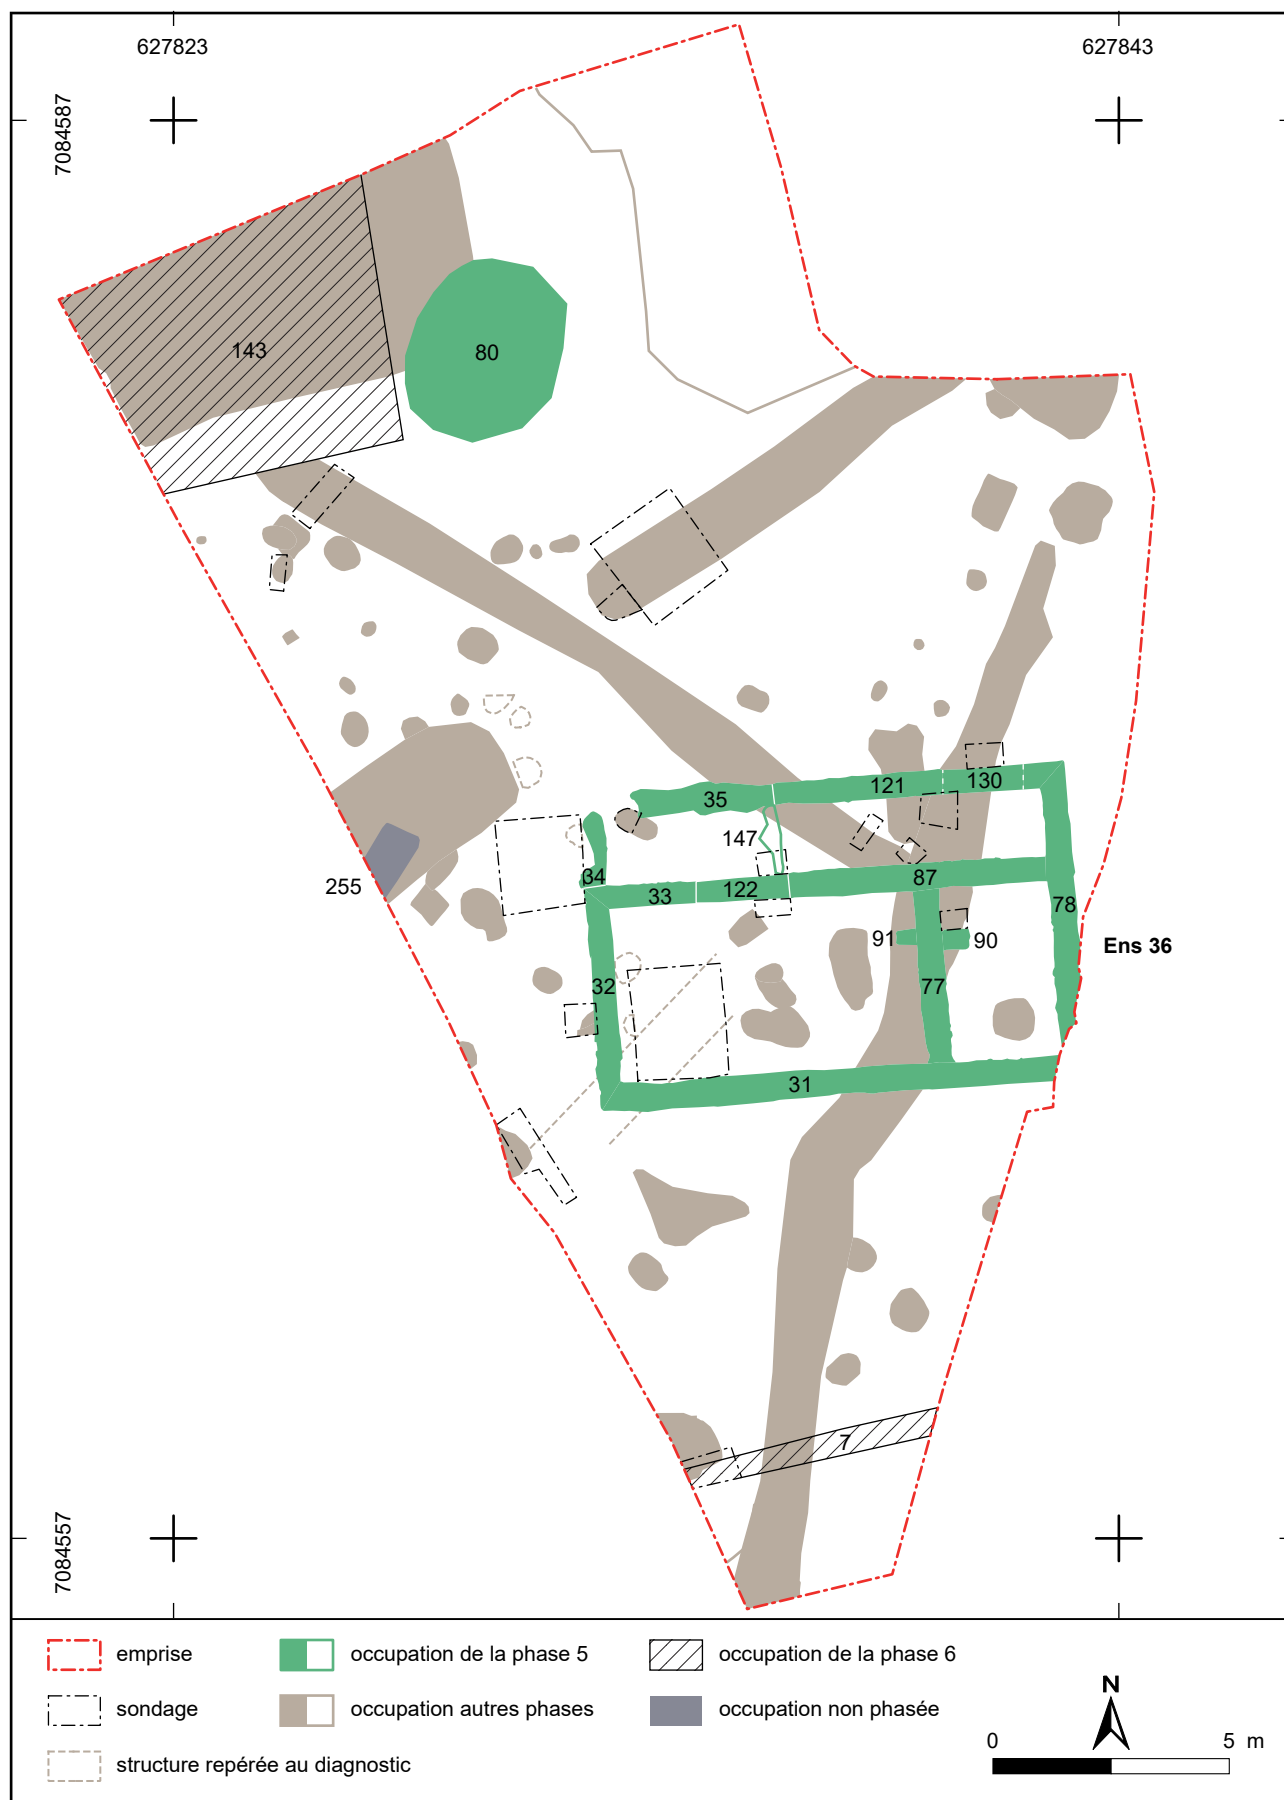 627823
627843
7084587
143
80
35
121
130
147
34
33
122
87
255
78
91
90
Ens 36
32
77
31
7
7084557
emprise
occupation de la phase 5
occupation de la phase 6
sondage
occupation autres phases
occupation non phasée
structure repérée au diagnostic
N
0
5 m